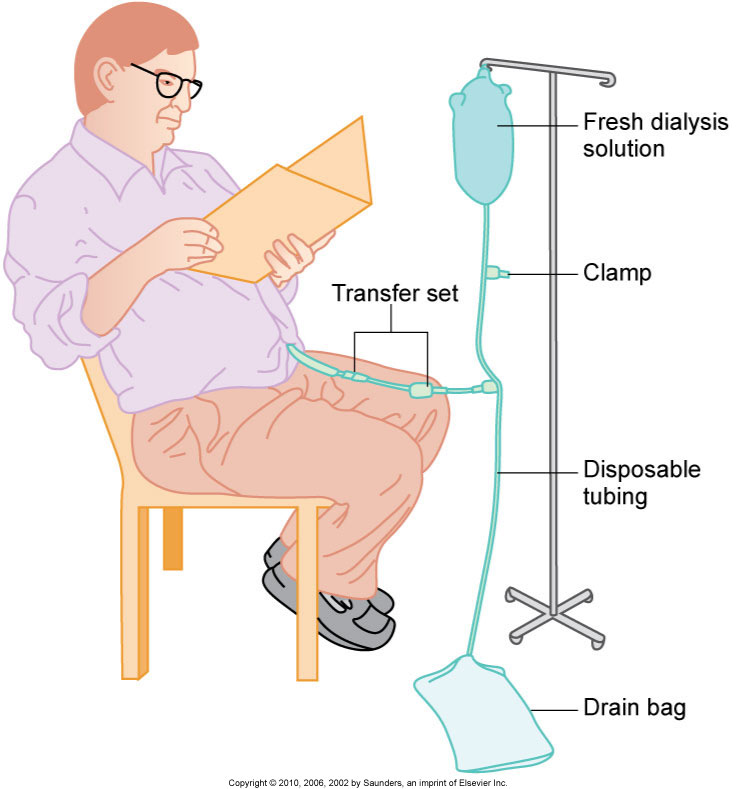 Fresh dialysis
solution
Clamp
Transfer set
Disposable
tubing
Drain bag
Copyright © 2010, 2006, 2002 by Saunders, an imprint of Elsevier Inc.